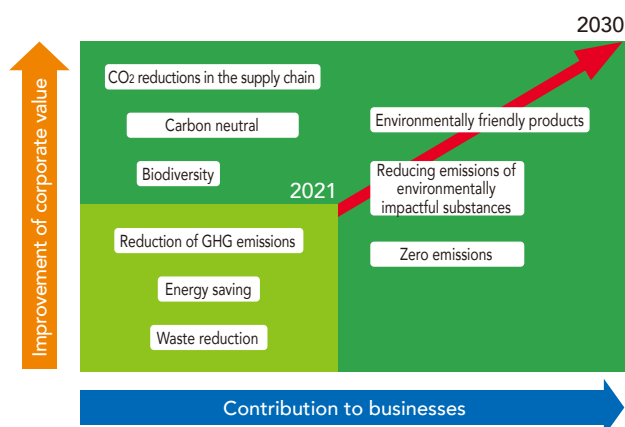 2030
CO2 reductions in the supply chain
Carbon neutral
Biodiversity
2021
Environmentally friendly products
Reducing emissions of
environmentally
impactful substances
Zero emissions
Reduction of GHG emissions
Energy saving
Waste reduction
Improvement of corporate value
Contribution to businesses